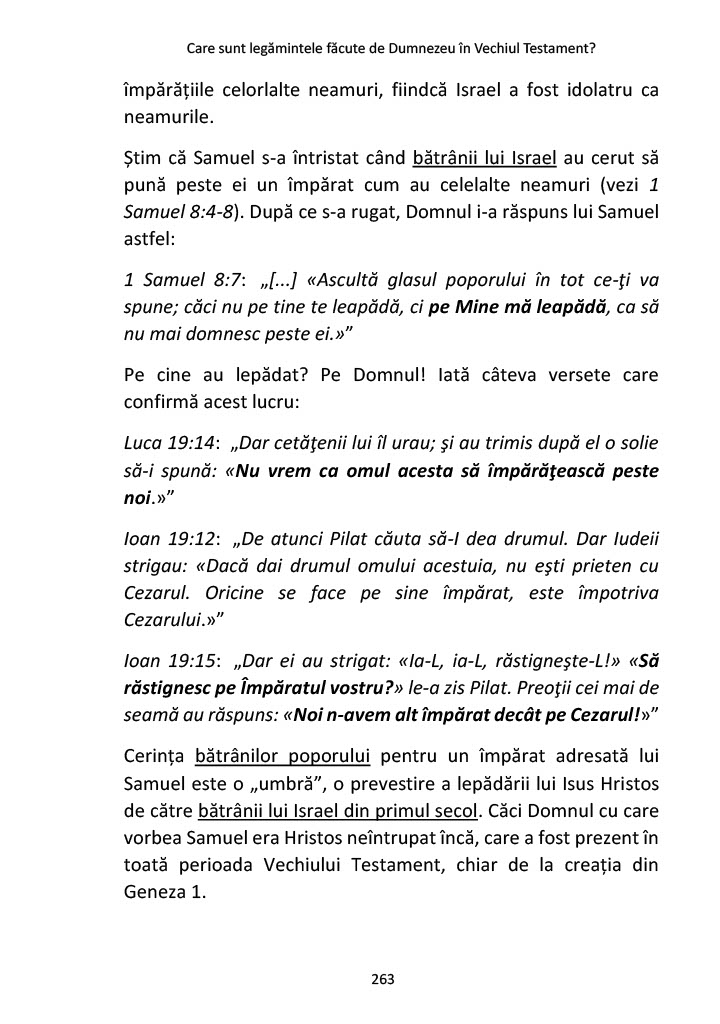 Care sunt legămintele făcute de Dumnezeu în Vechiul Testament?
împărățiile celorlalte neamuri, fiindcă Israel a fost idolatru ca
neamurile.
Știm că Samuel s-a întristat când bătrânii lui Israel au cerut să
pună peste ei un împărat cum au celelalte neamuri (vezi 1
Samuel 8:4-8). După ce s-a rugat, Domnul i-a răspuns lui Samuel
astfel:
1 Samuel 8:7: „[...] «Ascultă glasul poporului în tot ce-ţi va
spune; căci nu pe tine te leapădă, ci pe Mine mă leapădă, ca să
nu mai domnesc peste ei.»”
Pe cine au lepădat? Pe Domnul! Iată câteva versete care
confirmă acest lucru:
Luca 19:14: „Dar cetăţenii lui îl urau; şi au trimis după el o solie
să-i spună: «Nu vrem ca omul acesta să împărăţească peste
noi.»”
Ioan 19:12: „De atunci Pilat căuta să-I dea drumul. Dar Iudeii
strigau: «Dacă dai drumul omului acestuia, nu eşti prieten cu
Cezarul. Oricine se face pe sine împărat, este împotriva
Cezarului.»”
Ioan 19:15: „Dar ei au strigat: «Ia-L, ia-L, răstigneşte-L!» «Să
răstignesc pe Împăratul vostru?» le-a zis Pilat. Preoţii cei mai de
seamă au răspuns: «Noi n-avem alt împărat decât pe Cezarul!»”
Cerința bătrânilor poporului pentru un împărat adresată lui
Samuel este o „umbră”, o prevestire a lepădării lui Isus Hristos
de către bătrânii lui Israel din primul secol. Căci Domnul cu care
vorbea Samuel era Hristos neîntrupat încă, care a fost prezent în
toată perioada Vechiului Testament, chiar de la creația din
Geneza 1.
263